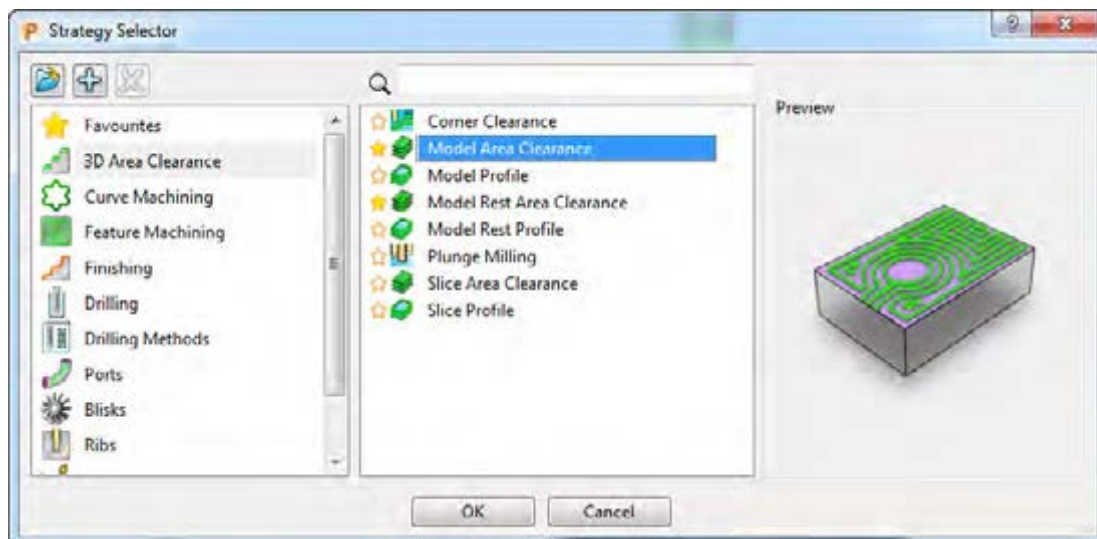 Strategy Selector
Favourites
3D Area Clearance
Curve Machining
Feature Machining
Finishing
Drilling
Drilling Methods
Ports
Blisks
Ribs
Corner Clearance
Model Area Clearance
Model Profile
Model Rest Area Clearance
Model Rest Profile
Plunge Milling
Slice Area Clearance
Slice Profile
Preview
OK
Cancel